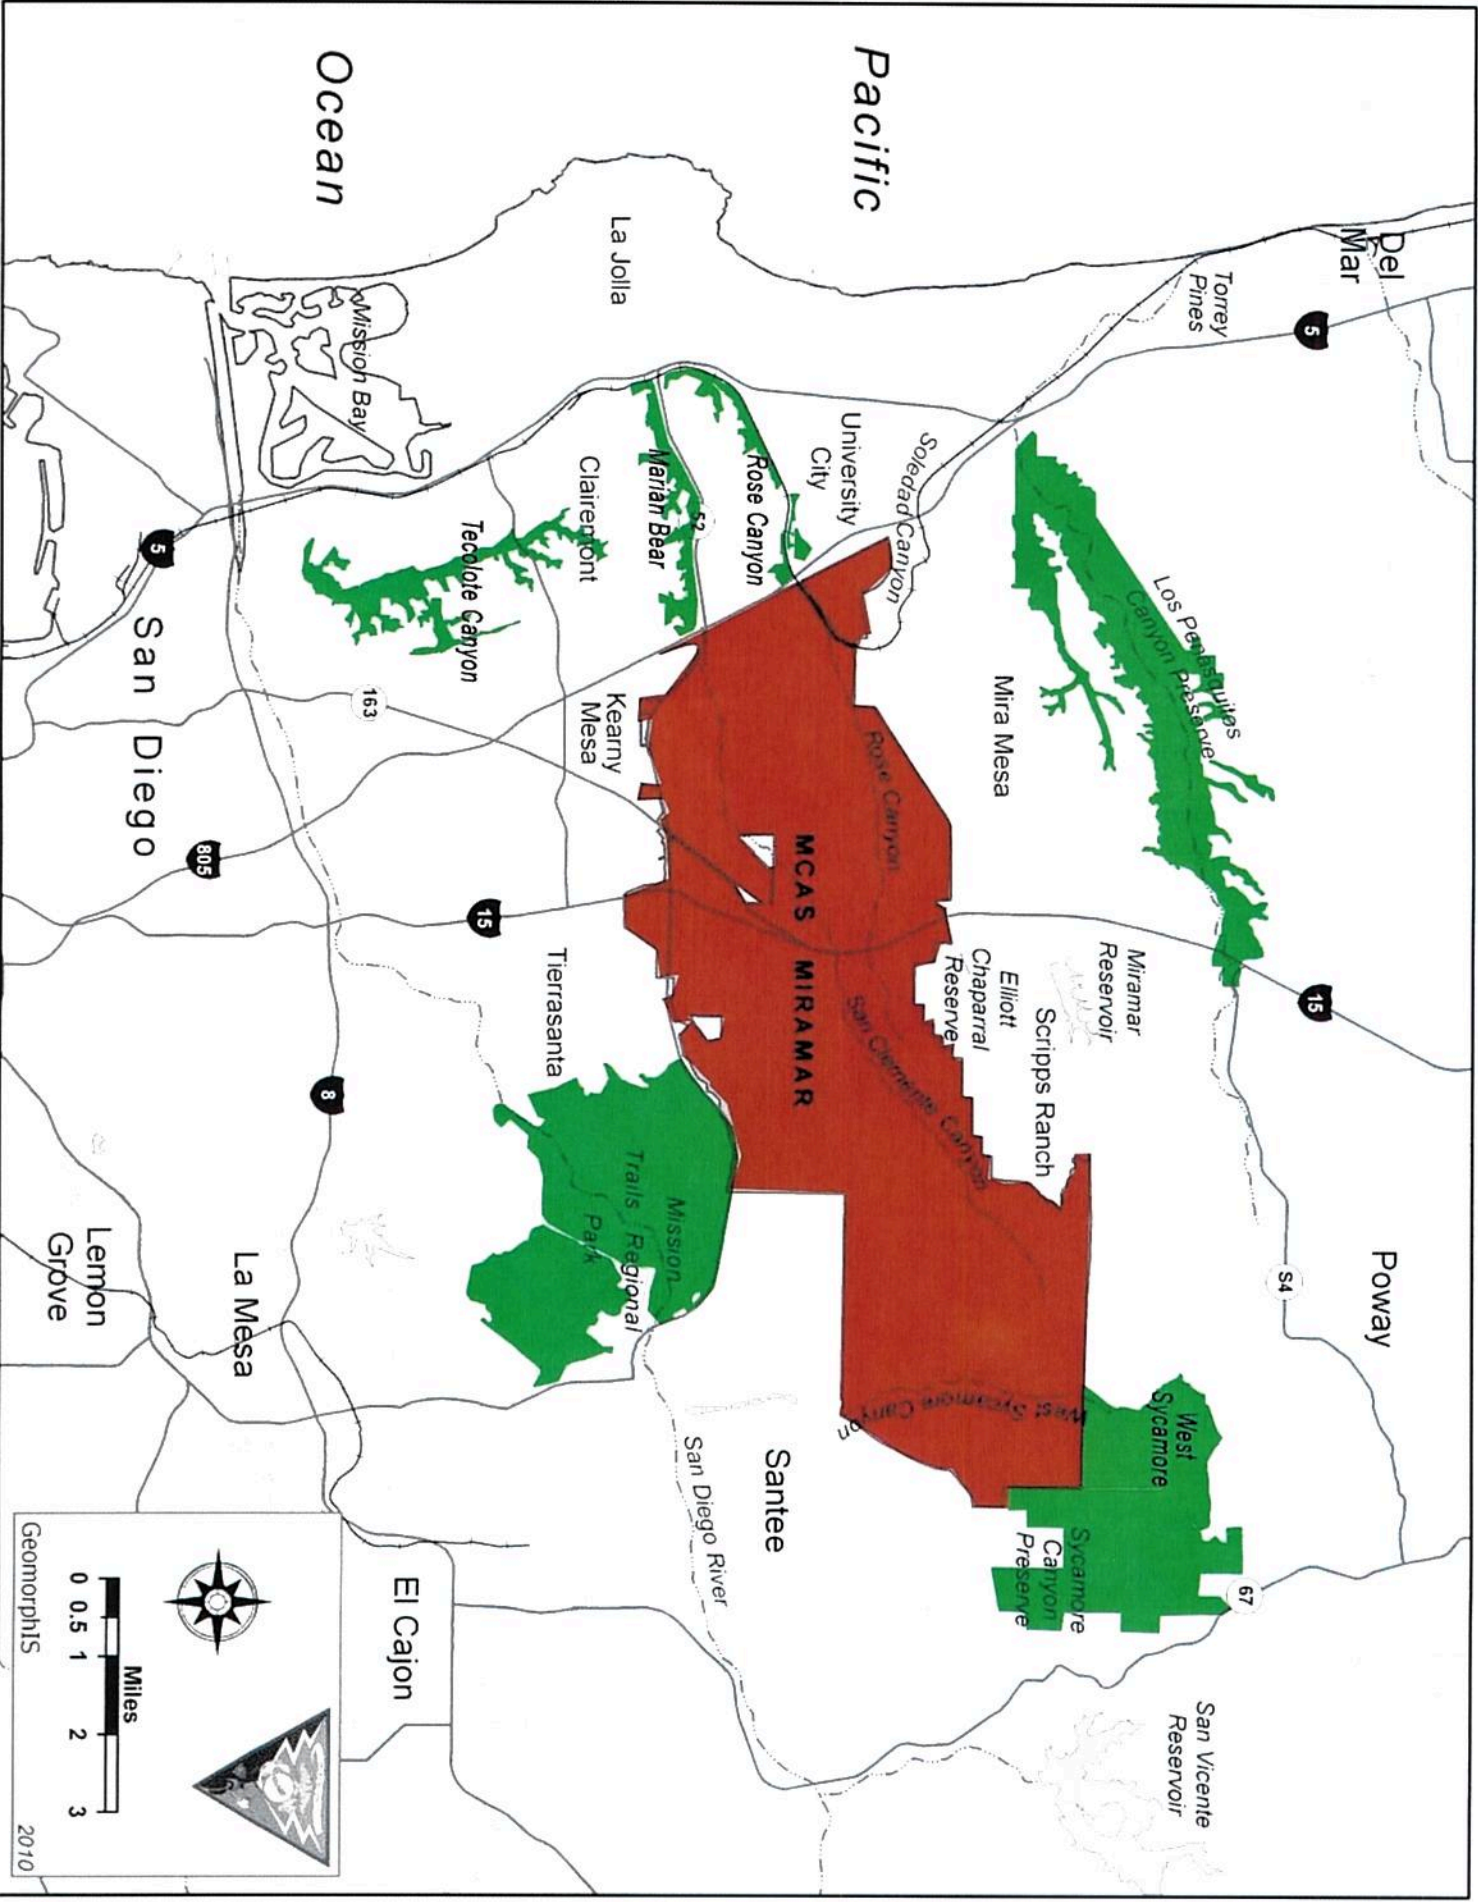 Pacific
Ocean
Del
Mar
Torrey
Pines
5
La Jolla
Mission Bay
University
City
Soledad Canyon
Rose Canyon
52
Marian Bear
Clairemont
Tecolote Canyon
5
San Diego
163
805
Kearny
Mesa
Los Penasquitos
Canyon Preserve
Mira Mesa
Rose Canyon
MCAS MIRAMAR
San Clemente Canyon
15
15
Miramar
Reservoir
Scripps Ranch
Elliott
Chaparral
Reserve
Tierrasanta
8
Mission
Trails Regional
Park
Poway
S4
West
Sycamore
West Sycamore Canyon
Sycamore
Canyon
Preserve
67
Santee
San Diego River
San Vicente
Reservoir
La Mesa
Lemon
Grove
El Cajon
Miles
0 0.5 1 2 3
GeomorphIS
2010